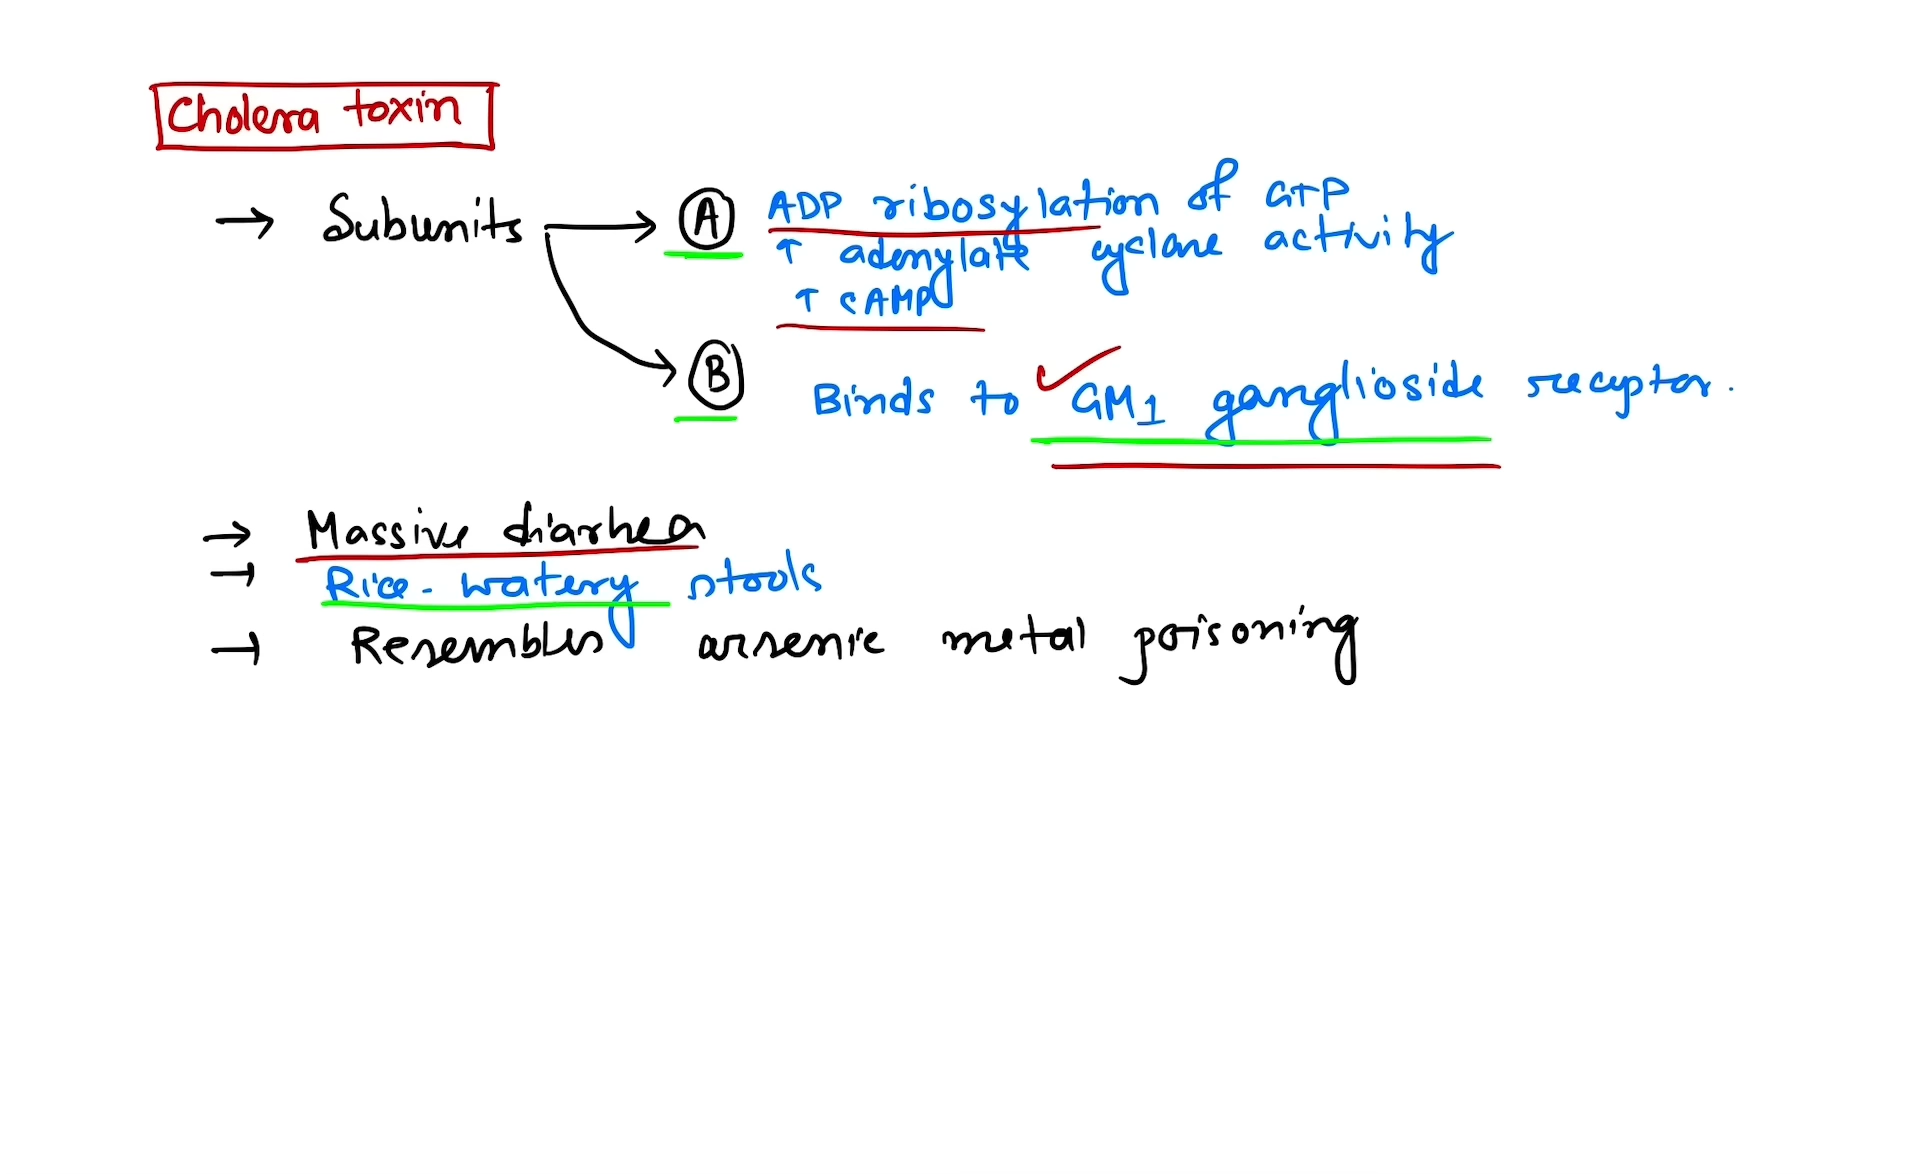 Cholera toxin
→ Subunits → A ADP ribosylation of GTP
↑ adenylate cyclase activity
↑ cAMP
→ B Binds to ✓ GM1 ganglioside receptor.
→ Massive diarrhea
→ Rice-watery stools
→ Resembles arsenic metal poisoning